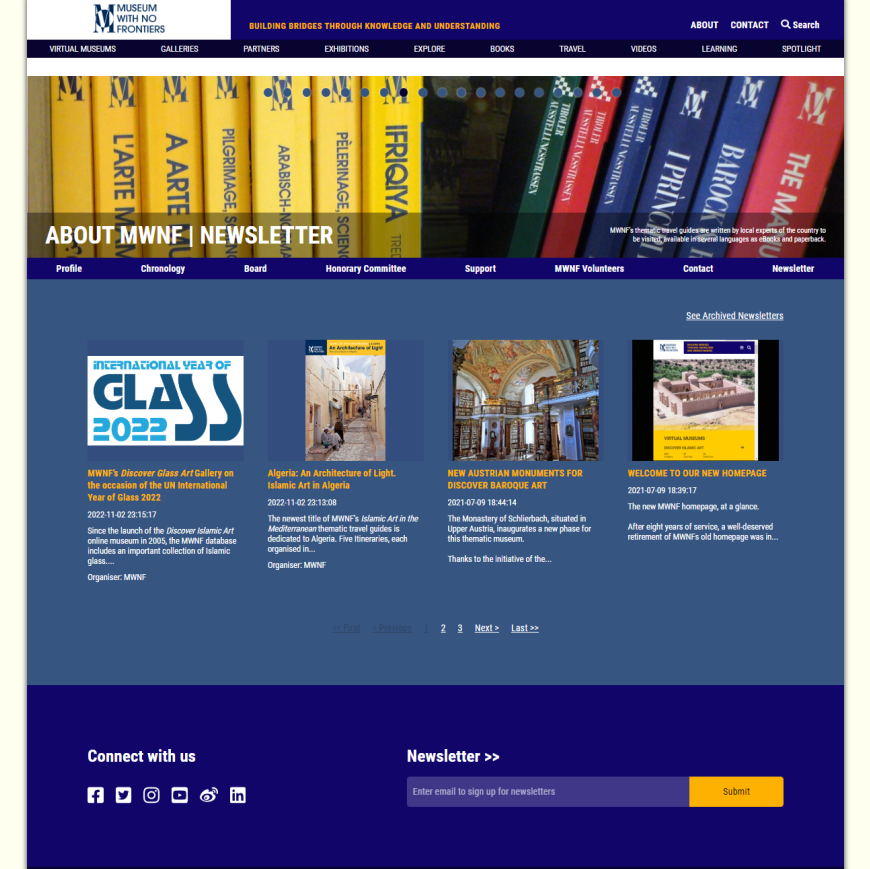 MUSEUM
WITH NO
FRONTIERS
BUILDING BRIDGES THROUGH KNOWLEDGE AND UNDERSTANDING
ABOUT CONTACT Search
VIRTUAL MUSEUMS GALLERIES PARTNERS EXHIBITIONS EXPLORE BOOKS TRAVEL VIDEOS LEARNING SPOTLIGHT
L'ARTE M
A ARTE
PILGRIMAGE, S
ARABISCH-N
PÈLERINAGE, SCIENC
IFRIQIYA
TIROLER
AUSSTELLUNGSSTRASSEN
TIROLER
AUSSTELLUNGSSTRASSEN
TIROLER
AUSSTELLUNGSSTRASSEN
I PRINC
BAROCK
THE MA
ABOUT MWNF | NEWSLETTER
MWNF's thematic travel guides are written by local experts of the country to
be visited, available in several languages as eBooks and paperback.
Profile Chronology Board Honorary Committee Support MWNF Volunteers Contact Newsletter
See Archived Newsletters
INTERNATIONAL YEAR OF
GLASS
2022
An Architecture of Light
VIRTUAL MUSEUMS
DISCOVER ISLAMIC ART
MWNF's Discover Glass Art Gallery on
the occasion of the UN International
Year of Glass 2022
2022-11-02 23:15:17
Since the launch of the Discover Islamic Art
online museum in 2005, the MWNF database
includes an important collection of Islamic
glass....
Organiser: MWNF
Algeria: An Architecture of Light.
Islamic Art in Algeria
2022-11-02 23:13:08
The newest title of MWNF's Islamic Art in the
Mediterranean thematic travel guides is
dedicated to Algeria. Five Itineraries, each
organised in...
Organiser: MWNF
NEW AUSTRIAN MONUMENTS FOR
DISCOVER BAROQUE ART
2021-07-09 18:44:14
The Monastery of Schlierbach, situated in
Upper Austria, inaugurates a new phase for
this thematic museum.
Thanks to the initiative of the...
WELCOME TO OUR NEW HOMEPAGE
2021-07-09 18:39:17
The new MWNF homepage, at a glance.
After eight years of service, a well-deserved
retirement of MWNFs old homepage was in...
<< First < Previous 1 2 3 Next > Last >>
Connect with us
Newsletter >>
Enter email to sign up for newsletters
Submit